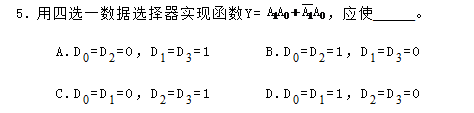 5. 用四选一数据选择器实现函数Y= A₁A₀+A̅₁A₀，应使______。
A.D₀=D₂=0，D₁=D₃=1 B.D₀=D₂=1，D₁=D₃=0
C.D₀=D₁=0，D₂=D₃=1 D.D₀=D₁=1，D₂=D₃=0